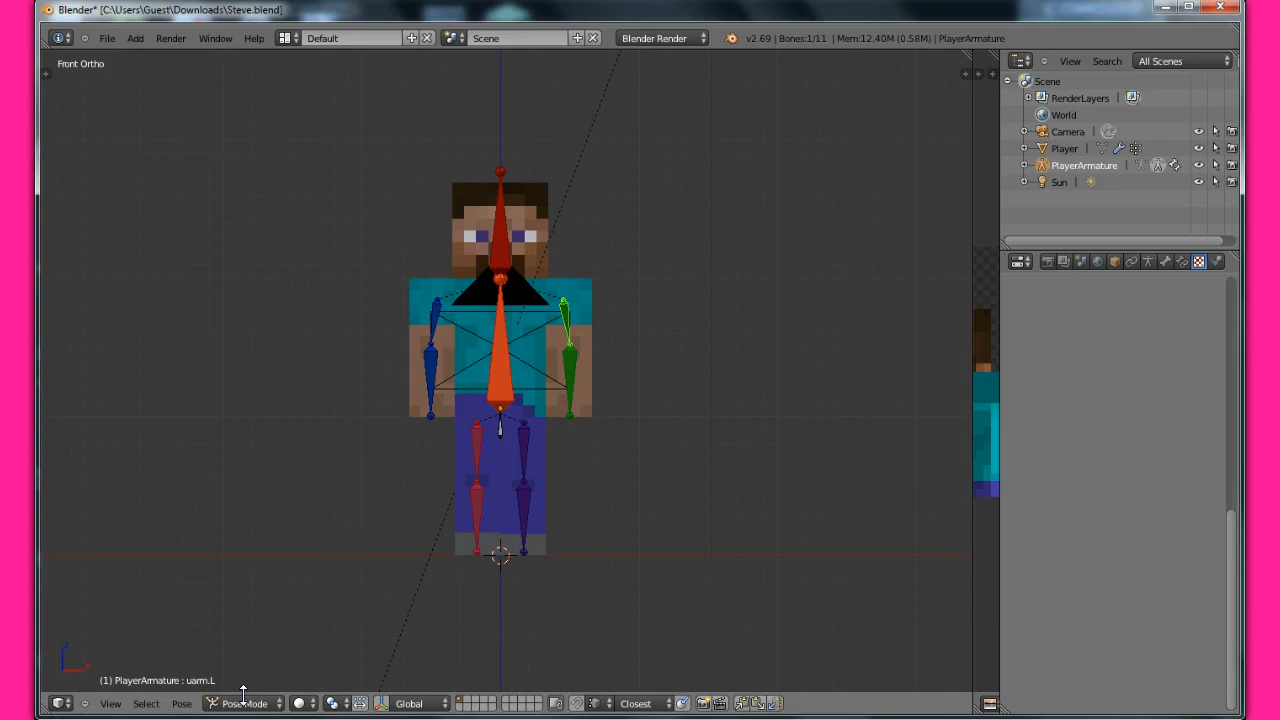 Blender* [C:\Users\Guest\Downloads\Steve.blend]
File Add Render Window Help Default Scene Blender Render v2.69 | Bones:1/11 | Mem:12.40M (0.58M) | PlayerArmature
View Search All Scenes
Front Ortho
Scene
RenderLayers
World
Camera
Player
PlayerArmature
Sun
(1) PlayerArmature : uarm.L
View Select Pose Pose Mode Global Closest